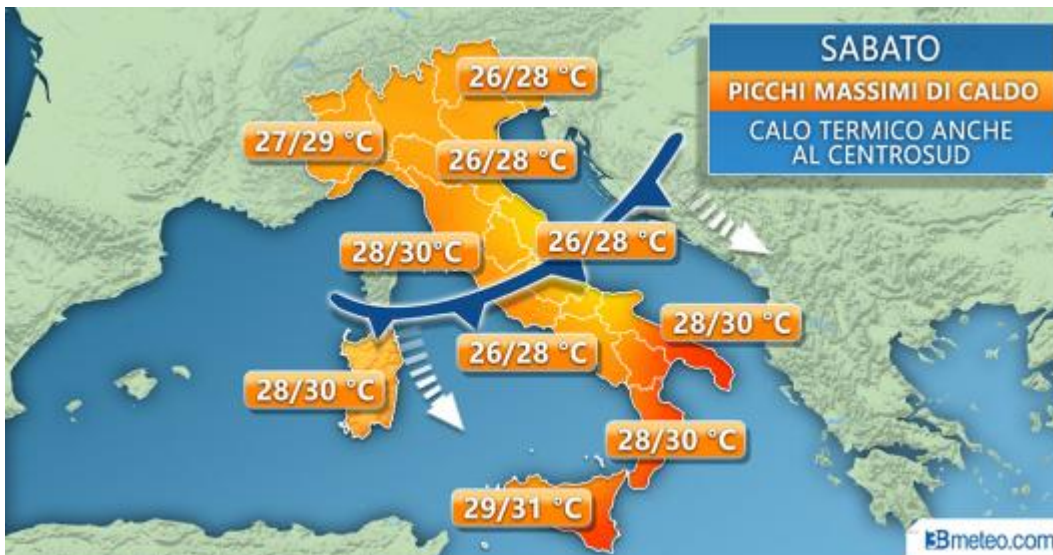 SABATO
PICCHI MASSIMI DI CALDO
CALO TERMICO ANCHE
AL CENTROSUD
26/28 °C
27/29 °C
26/28 °C
28/30°C
26/28 °C
28/30 °C
26/28 °C
28/30 °C
28/30 °C
29/31 °C
3Bmeteo.com